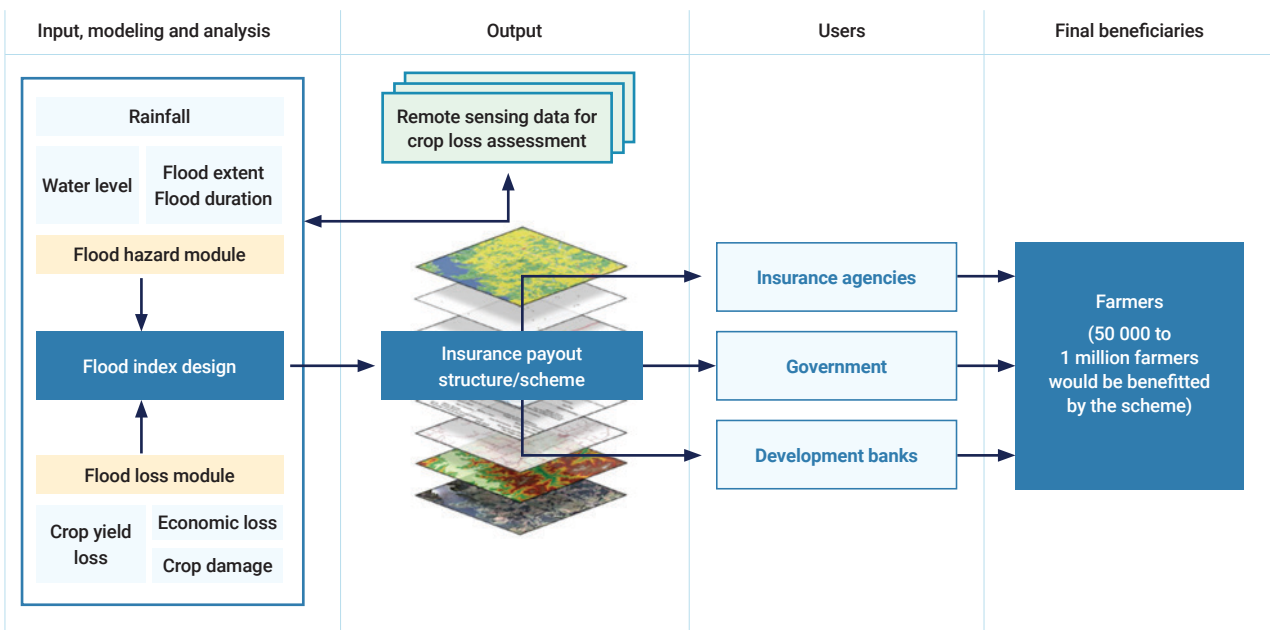 Input, modeling and analysis
Output
Users
Final beneficiaries
Rainfall
Water level
Flood extent
Flood duration
Flood hazard module
Flood index design
Flood loss module
Crop yield
loss
Economic loss
Crop damage
Remote sensing data for
crop loss assessment
Insurance payout
structure/scheme
Insurance agencies
Government
Development banks
Farmers
(50 000 to
1 million farmers
would be benefitted
by the scheme)